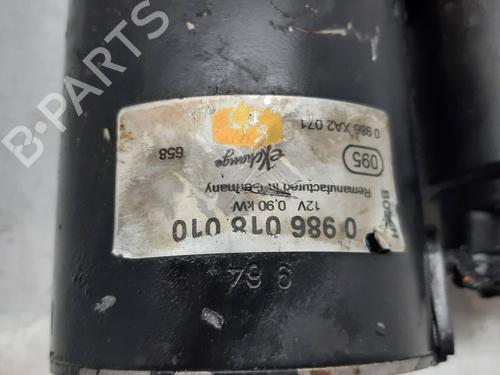 BOSCH
0 986 018 010
12V 0,90 kW
Remanufactured in Germany
eXchange
658
095
0 986 XA2 071
79 6
B-PARTS